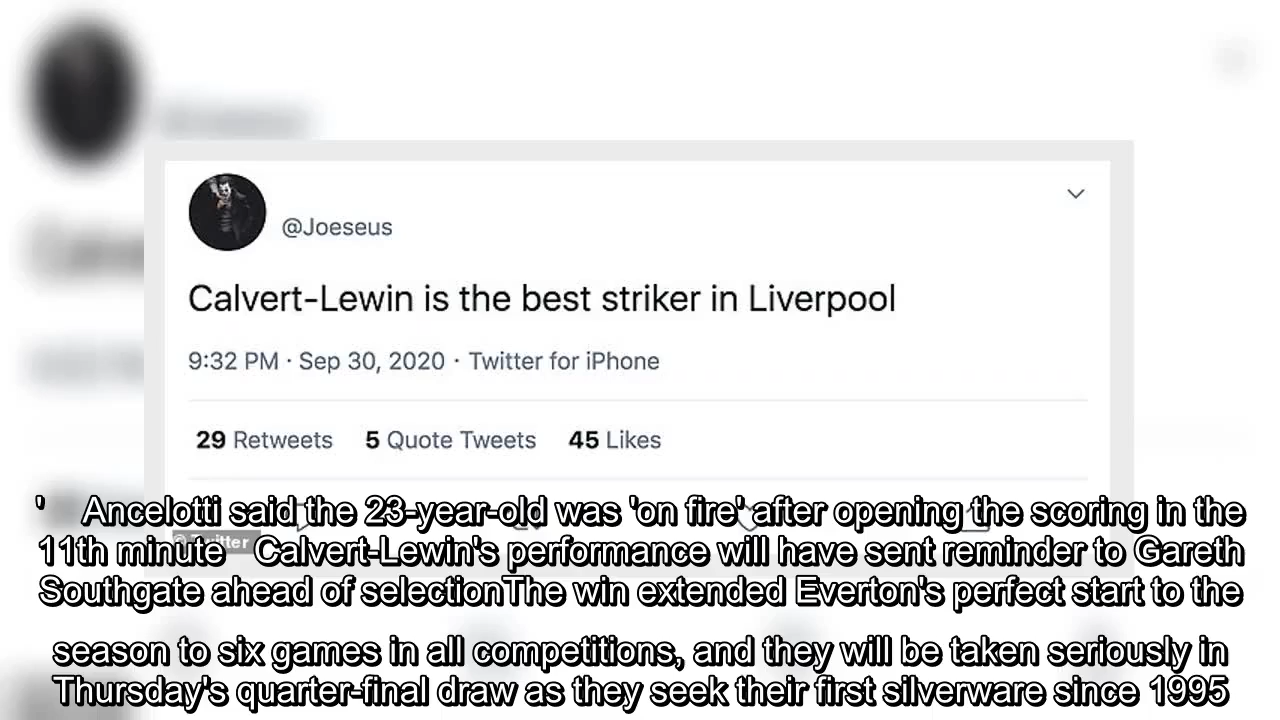 @Joeseus
Calvert-Lewin is the best striker in Liverpool
9:32 PM · Sep 30, 2020 · Twitter for iPhone
29 Retweets 5 Quote Tweets 45 Likes
' Ancelotti said the 23-year-old was 'on fire' after opening the scoring in the
© Twitter
11th minute Calvert-Lewin's performance will have sent reminder to Gareth
Southgate ahead of selectionThe win extended Everton's perfect start to the
season to six games in all competitions, and they will be taken seriously in
Thursday's quarter-final draw as they seek their first silverware since 1995